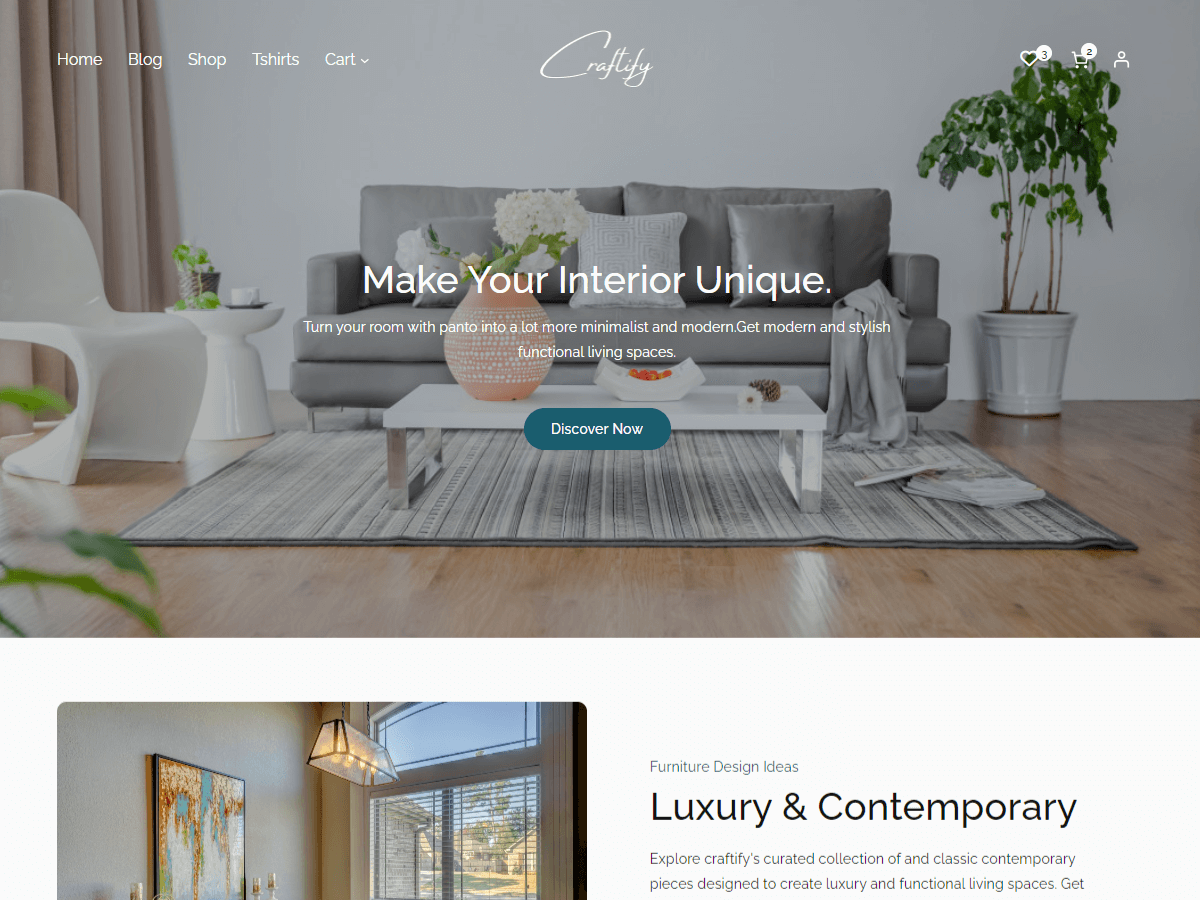 Home Blog Shop Tshirts Cart
Craftify
3 2
Make Your Interior Unique.
Turn your room with panto into a lot more minimalist and modern.Get modern and stylish
functional living spaces.
Discover Now
Furniture Design Ideas
Luxury & Contemporary
Explore craftify's curated collection of and classic contemporary
pieces designed to create luxury and functional living spaces. Get